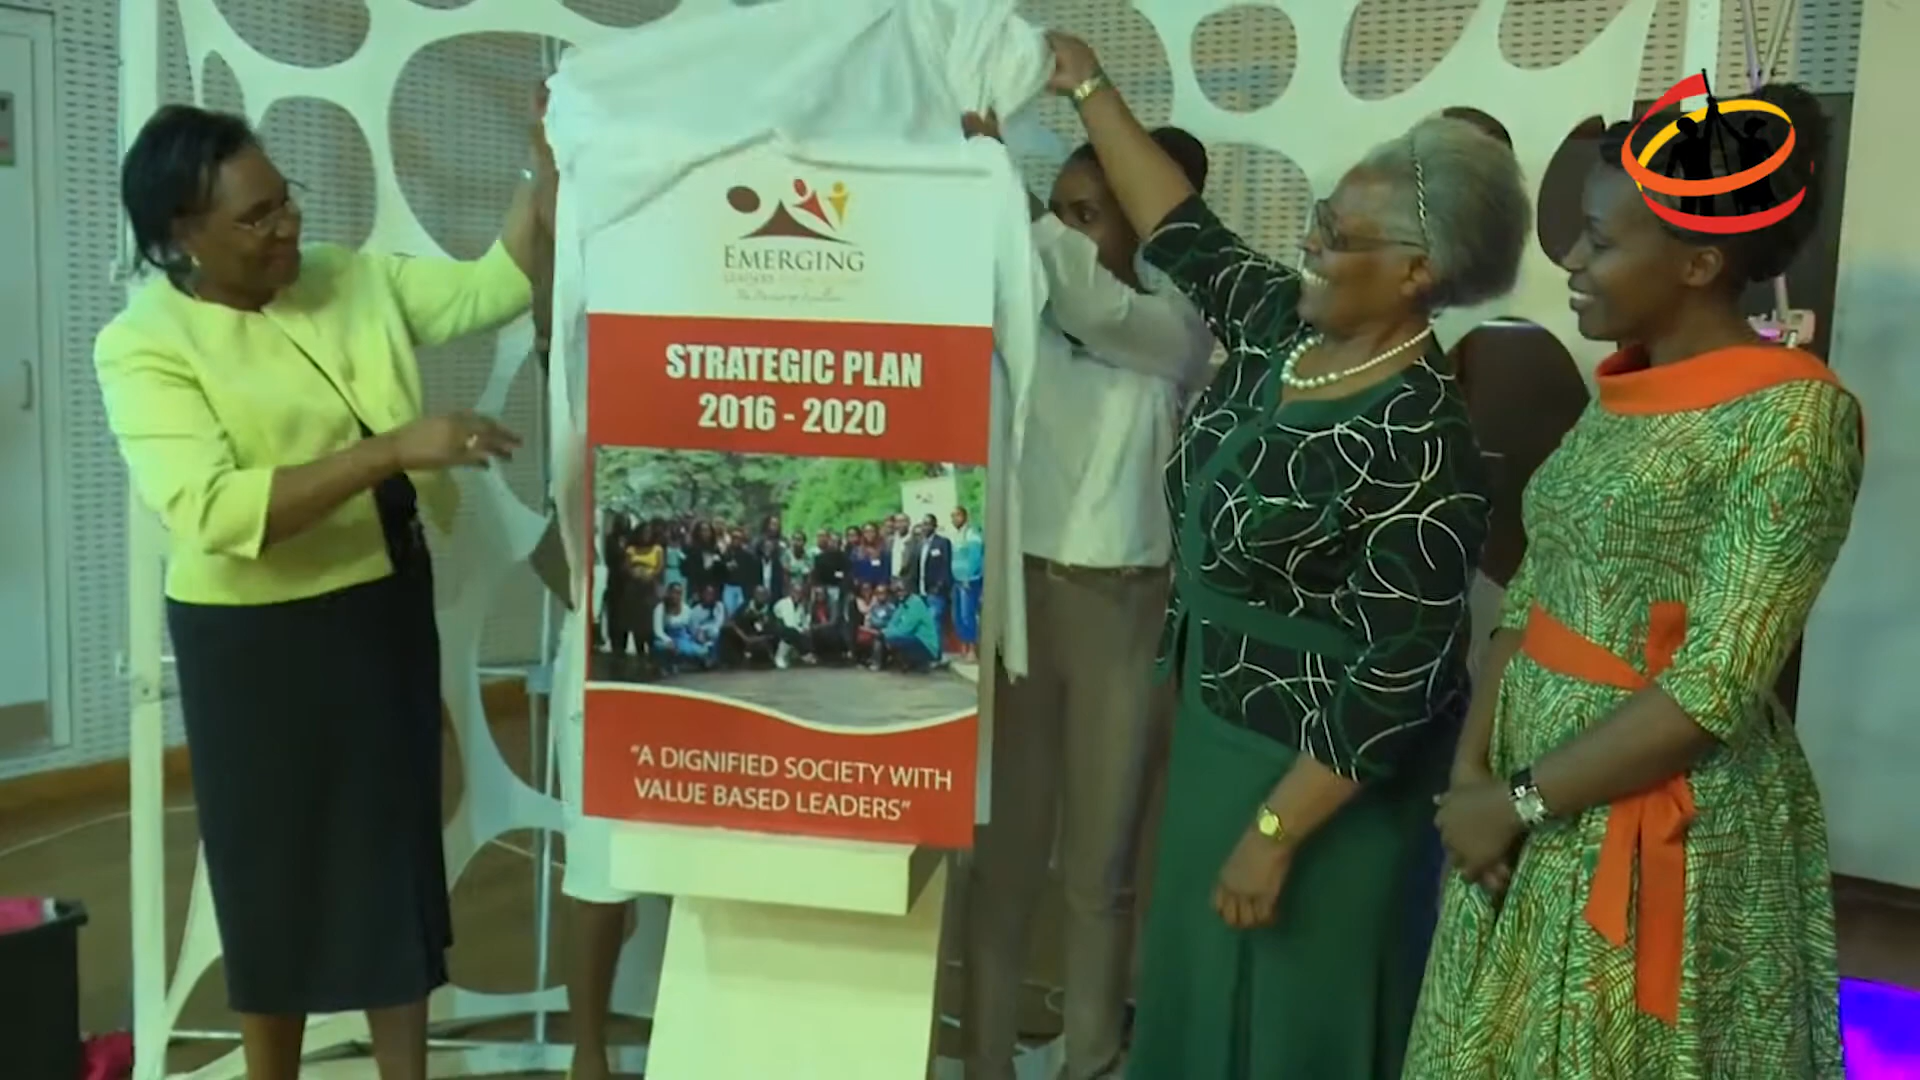 EMERGING
STRATEGIC PLAN
2016 - 2020
"A DIGNIFIED SOCIETY WITH
VALUE BASED LEADERS"